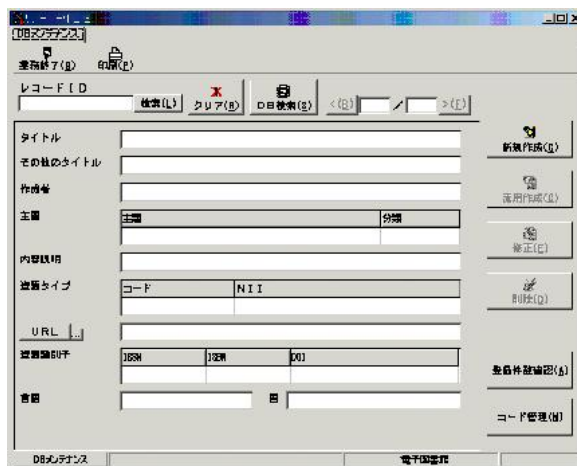 DBメンテナンス
業務終了(B) 印刷(P)
レコードID
検索(L) クリア(R) DB検索(S) <(B) / >(F)
タイトル
その他のタイトル
作成者
主題 主題 分類
内容説明
資源タイプ コード NII
URL ...
資源識別子 ISSN ISBN DOI
言語 国
新規作成(C)
流用作成(O)
修正(E)
削除(D)
登録件数確認(A)
コード管理(M)
DBメンテナンス 電子図書館